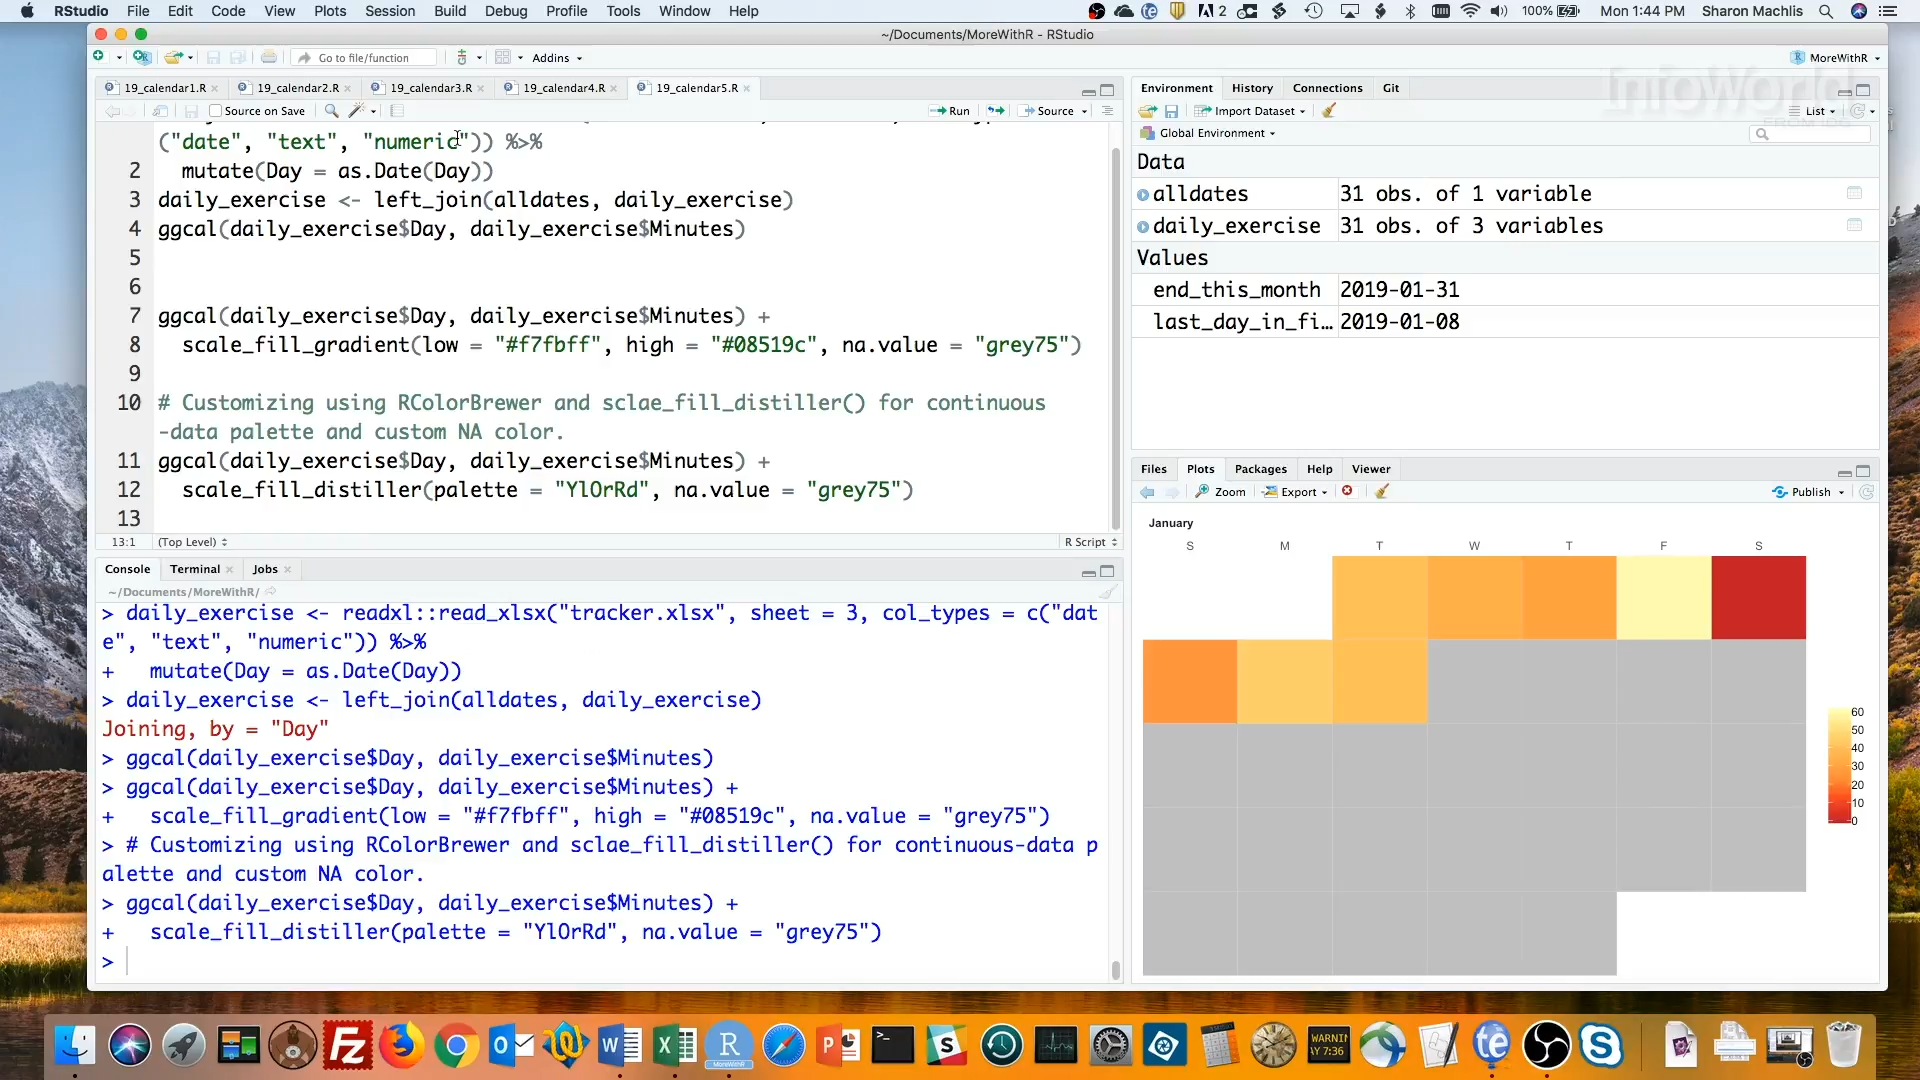 RStudio File Edit Code View Plots Session Build Debug Profile Tools Window Help 2 100% Mon 1:44 PM Sharon Machlis
~/Documents/MoreWithR - RStudio
Go to file/function Addins MoreWithR
InfoWorld
FROM IDG
19_calendar1.R 19_calendar2.R 19_calendar3.R 19_calendar4.R 19_calendar5.R
Source on Save Run Source
("date", "text", "numeric")) %>%
2 mutate(Day = as.Date(Day))
3 daily_exercise <- left_join(alldates, daily_exercise)
4 ggcal(daily_exercise$Day, daily_exercise$Minutes)
5
6
7 ggcal(daily_exercise$Day, daily_exercise$Minutes) +
8 scale_fill_gradient(low = "#f7fbff", high = "#08519c", na.value = "grey75")
9
10 # Customizing using RColorBrewer and sclae_fill_distiller() for continuous
-data palette and custom NA color.
11 ggcal(daily_exercise$Day, daily_exercise$Minutes) +
12 scale_fill_distiller(palette = "YlOrRd", na.value = "grey75")
13
13:1 (Top Level) R Script
Console Terminal Jobs
~/Documents/MoreWithR/
> daily_exercise <- readxl::read_xlsx("tracker.xlsx", sheet = 3, col_types = c("dat
e", "text", "numeric")) %>%
+ mutate(Day = as.Date(Day))
> daily_exercise <- left_join(alldates, daily_exercise)
Joining, by = "Day"
> ggcal(daily_exercise$Day, daily_exercise$Minutes)
> ggcal(daily_exercise$Day, daily_exercise$Minutes) +
+ scale_fill_gradient(low = "#f7fbff", high = "#08519c", na.value = "grey75")
> # Customizing using RColorBrewer and sclae_fill_distiller() for continuous-data p
alette and custom NA color.
> ggcal(daily_exercise$Day, daily_exercise$Minutes) +
+ scale_fill_distiller(palette = "YlOrRd", na.value = "grey75")
>
Environment History Connections Git
Import Dataset List
Global Environment
Data
alldates 31 obs. of 1 variable
daily_exercise 31 obs. of 3 variables
Values
end_this_month 2019-01-31
last_day_in_fi… 2019-01-08
Files Plots Packages Help Viewer
Zoom Export Publish
January
S M T W T F S
60
50
40
30
20
10
0
Fz O W X R MoreWithR P S WARNIN AY 7:36 te S